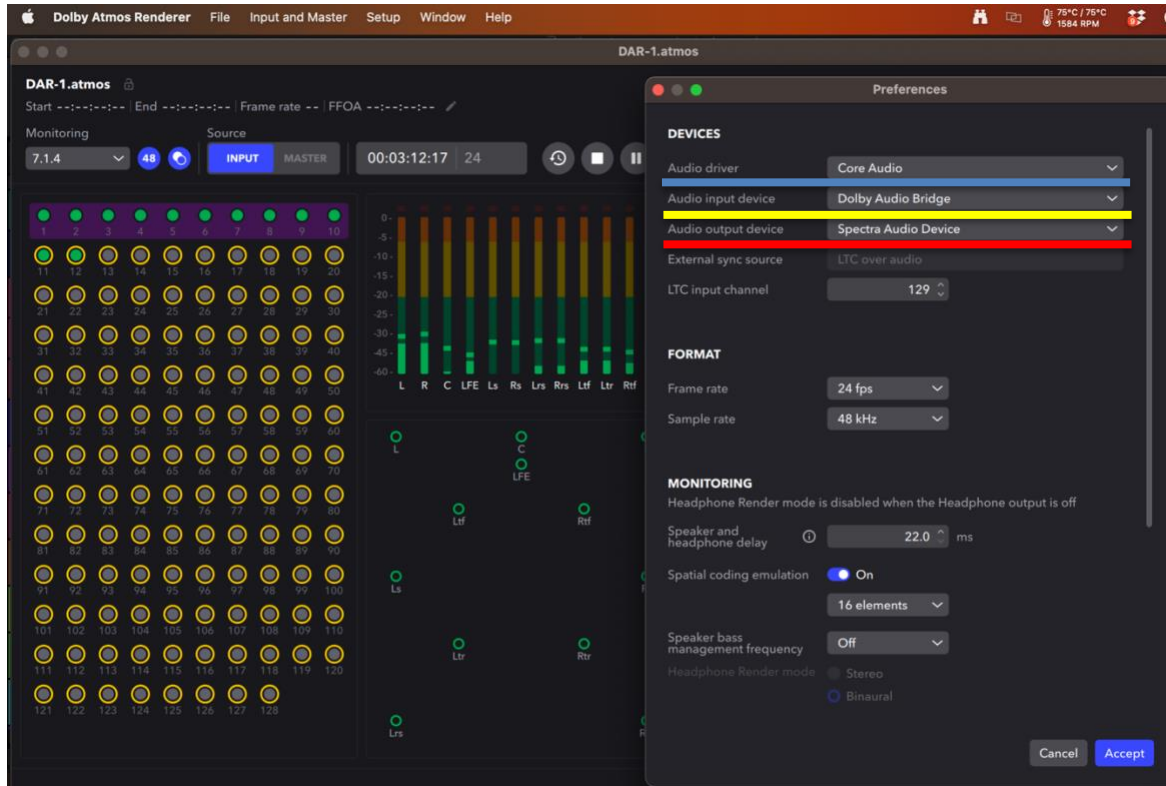 Dolby Atmos Renderer File Input and Master Setup Window Help 75°C / 75°C
1584 RPM
DAR-1.atmos
DAR-1.atmos
Start --:--:--:-- | End --:--:--:-- | Frame rate -- | FFOA --:--:--:--
Monitoring Source
7.1.4 48 INPUT MASTER 00:03:12:17 24
1 2 3 4 5 6 7 8 9 10
11 12 13 14 15 16 17 18 19 20
21 22 23 24 25 26 27 28 29 30
31 32 33 34 35 36 37 38 39 40
41 42 43 44 45 46 47 48 49 50
51 52 53 54 55 56 57 58 59 60
61 62 63 64 65 66 67 68 69 70
71 72 73 74 75 76 77 78 79 80
81 82 83 84 85 86 87 88 89 90
91 92 93 94 95 96 97 98 99 100
101 102 103 104 105 106 107 108 109 110
111 112 113 114 115 116 117 118 119 120
121 122 123 124 125 126 127 128
0-
-5-
-10-
-15-
-20-
-25-
-30-
-45-
-60-
L R C LFE Ls Rs Lrs Rrs Ltf Ltr Rtf
L C
LFE
Ltf Rtf
Ls
Ltr Rtr
Lrs
Preferences
DEVICES
Audio driver Core Audio
Audio input device Dolby Audio Bridge
Audio output device Spectra Audio Device
External sync source LTC over audio
LTC input channel 129
FORMAT
Frame rate 24 fps
Sample rate 48 kHz
MONITORING
Headphone Render mode is disabled when the Headphone output is off
Speaker and
headphone delay 22.0 ms
Spatial coding emulation On
16 elements
Speaker bass
management frequency Off
Headphone Render mode Stereo
Binaural
Cancel Accept